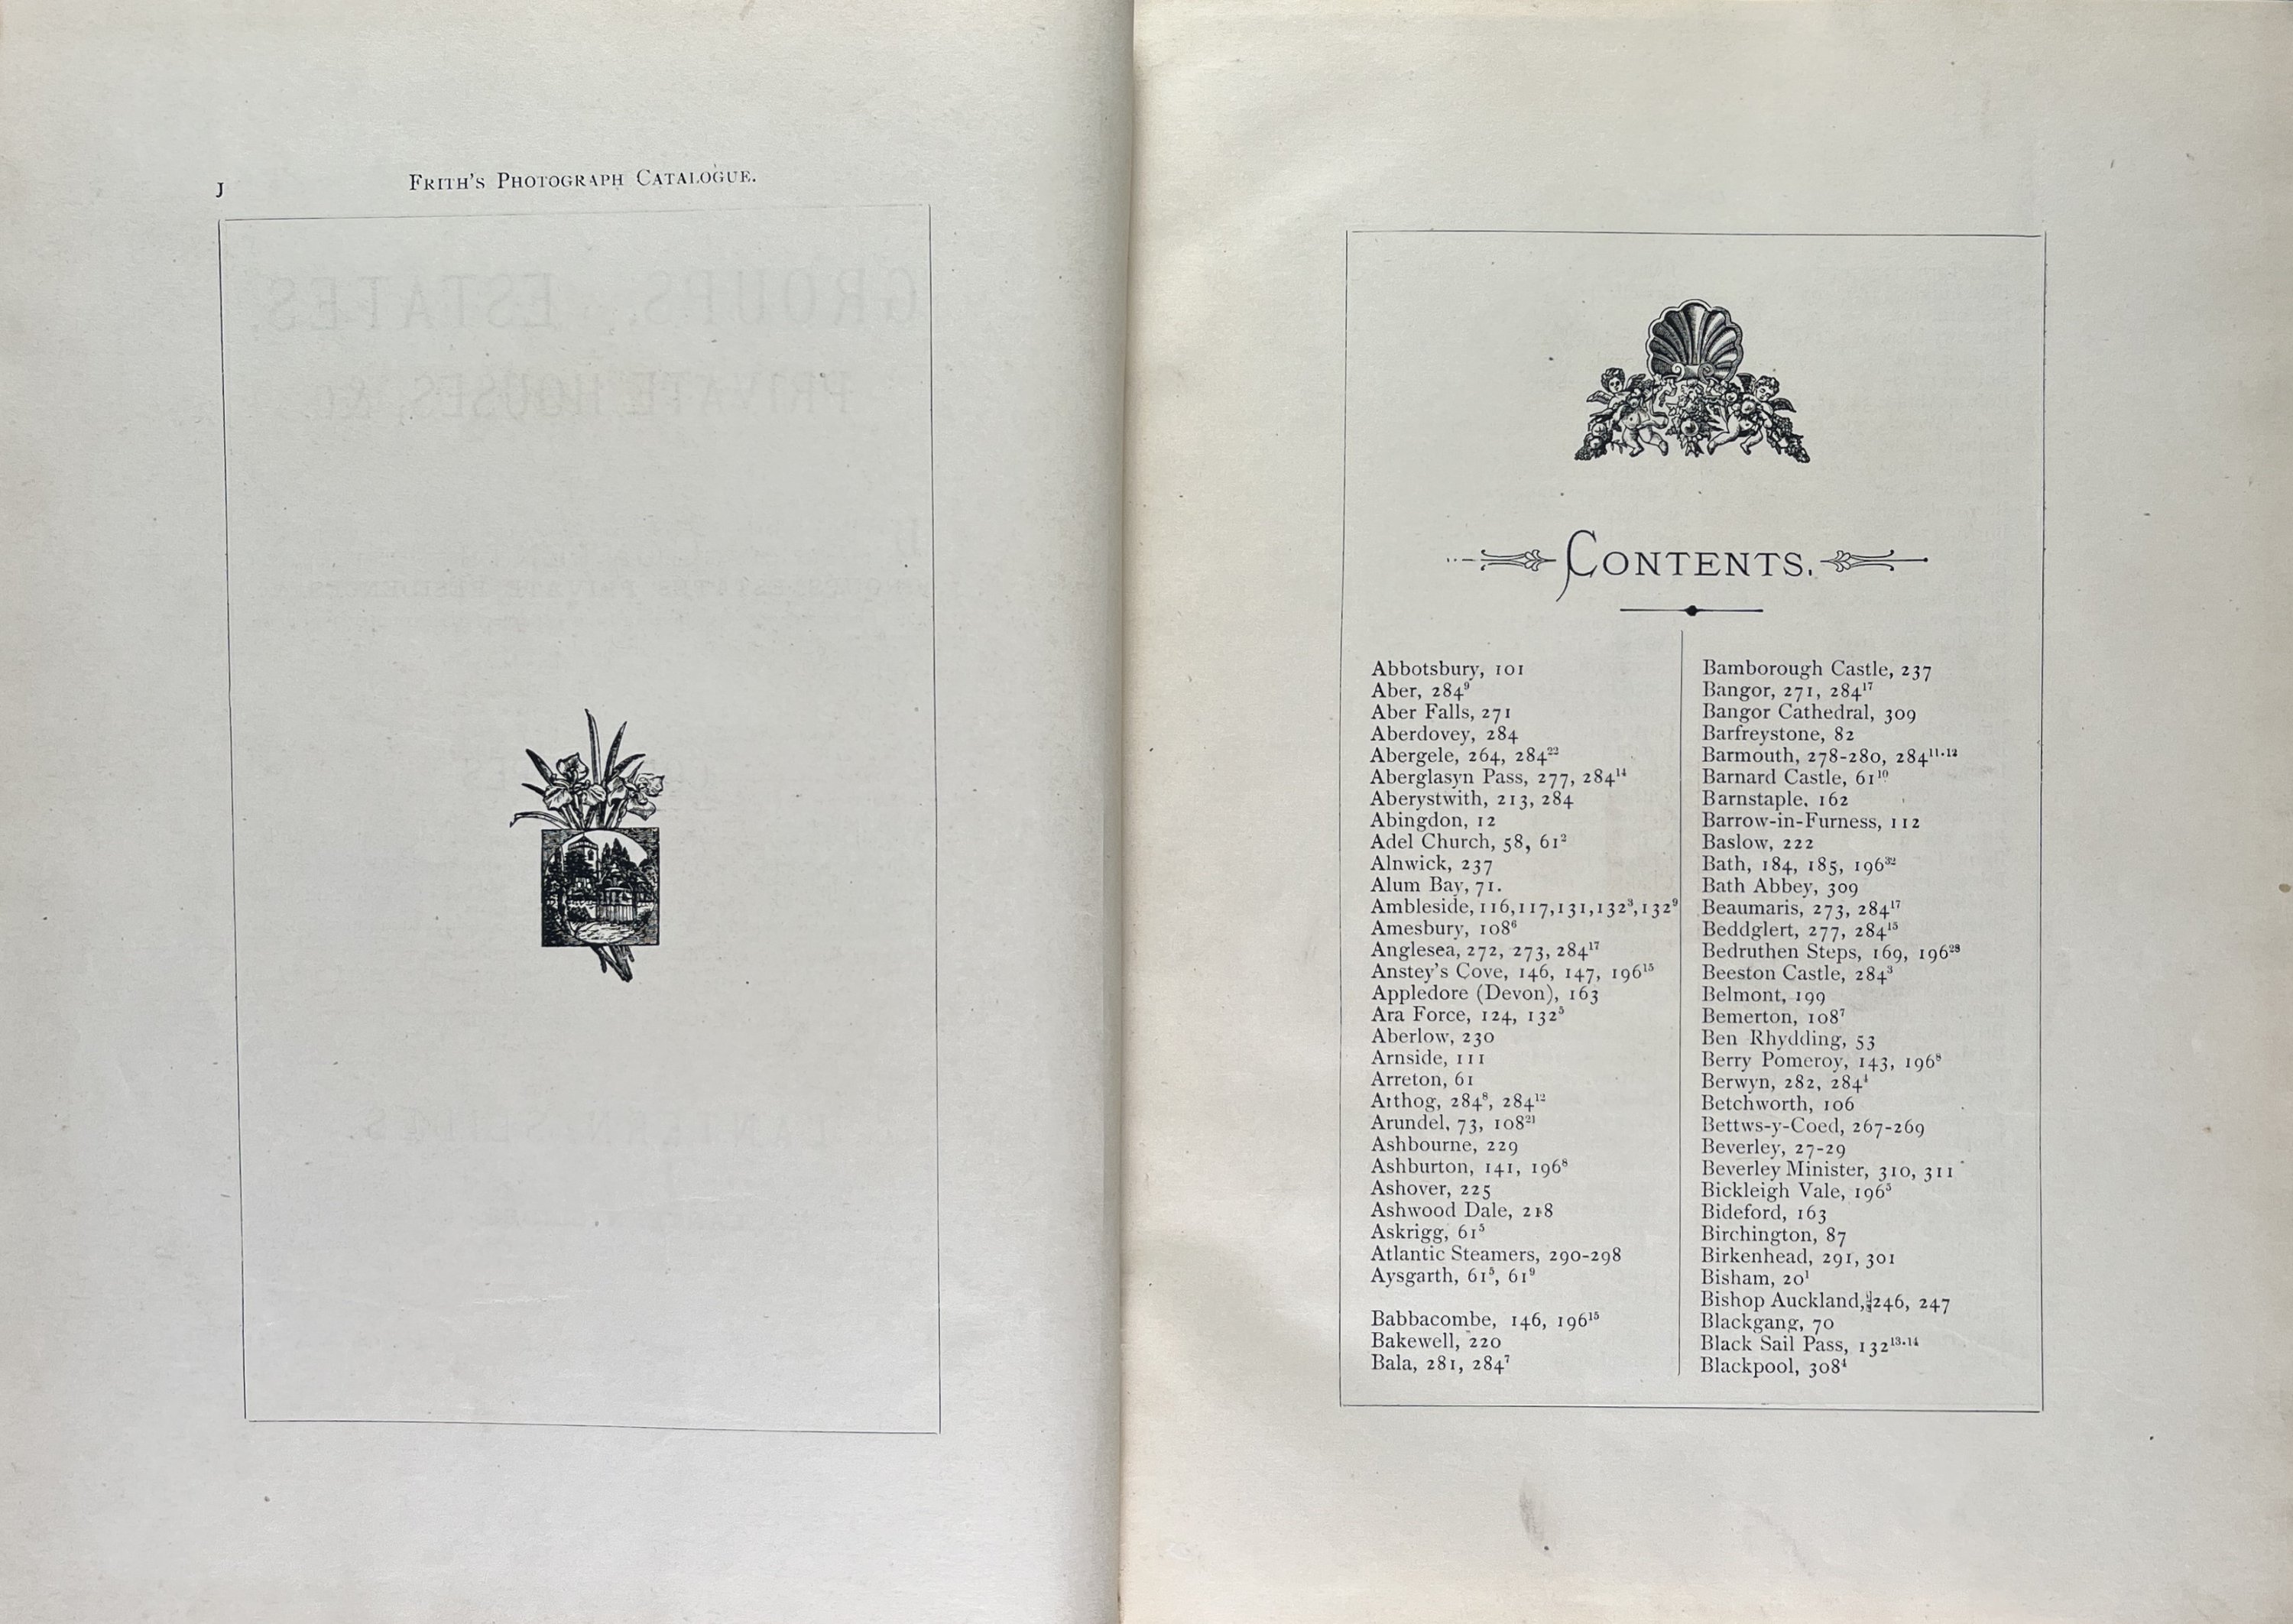 J
FRITH'S PHOTOGRAPH CATALOGUE.
CONTENTS.
Abbotsbury, 101
Aber, 284⁹
Aber Falls, 271
Aberdovey, 284
Abergele, 264, 284²²
Aberglasyn Pass, 277, 284¹⁴
Aberystwith, 213, 284
Abingdon, 12
Adel Church, 58, 61²
Alnwick, 237
Alum Bay, 71.
Ambleside, 116, 117, 131, 132³, 132⁹
Amesbury, 108⁶
Anglesea, 272, 273, 284¹⁷
Anstey's Cove, 146, 147, 196¹⁵
Appledore (Devon), 163
Ara Force, 124, 132⁵
Aberlow, 230
Arnside, 111
Arreton, 61
Arthog, 284⁸, 284¹²
Arundel, 73, 108²¹
Ashbourne, 229
Ashburton, 141, 196⁸
Ashover, 225
Ashwood Dale, 218
Askrigg, 61⁵
Atlantic Steamers, 290-298
Aysgarth, 61⁵, 61⁹
Babbacombe, 146, 196¹⁵
Bakewell, 220
Bala, 281, 284⁷
Bamborough Castle, 237
Bangor, 271, 284¹⁷
Bangor Cathedral, 309
Barfreystone, 82
Barmouth, 278-280, 284¹¹·¹²
Barnard Castle, 61¹⁰
Barnstaple, 162
Barrow-in-Furness, 112
Baslow, 222
Bath, 184, 185, 196³²
Bath Abbey, 309
Beaumaris, 273, 284¹⁷
Beddglert, 277, 284¹⁵
Bedruthen Steps, 169, 196²⁸
Beeston Castle, 284³
Belmont, 199
Bemerton, 108⁷
Ben Rhydding, 53
Berry Pomeroy, 143, 196⁸
Berwyn, 282, 284⁴
Betchworth, 106
Bettws-y-Coed, 267-269
Beverley, 27-29
Beverley Minister, 310, 311
Bickleigh Vale, 196⁵
Bideford, 163
Birchington, 87
Birkenhead, 291, 301
Bisham, 20¹
Bishop Auckland, 246, 247
Blackgang, 70
Black Sail Pass, 132¹³·¹⁴
Blackpool, 308⁴